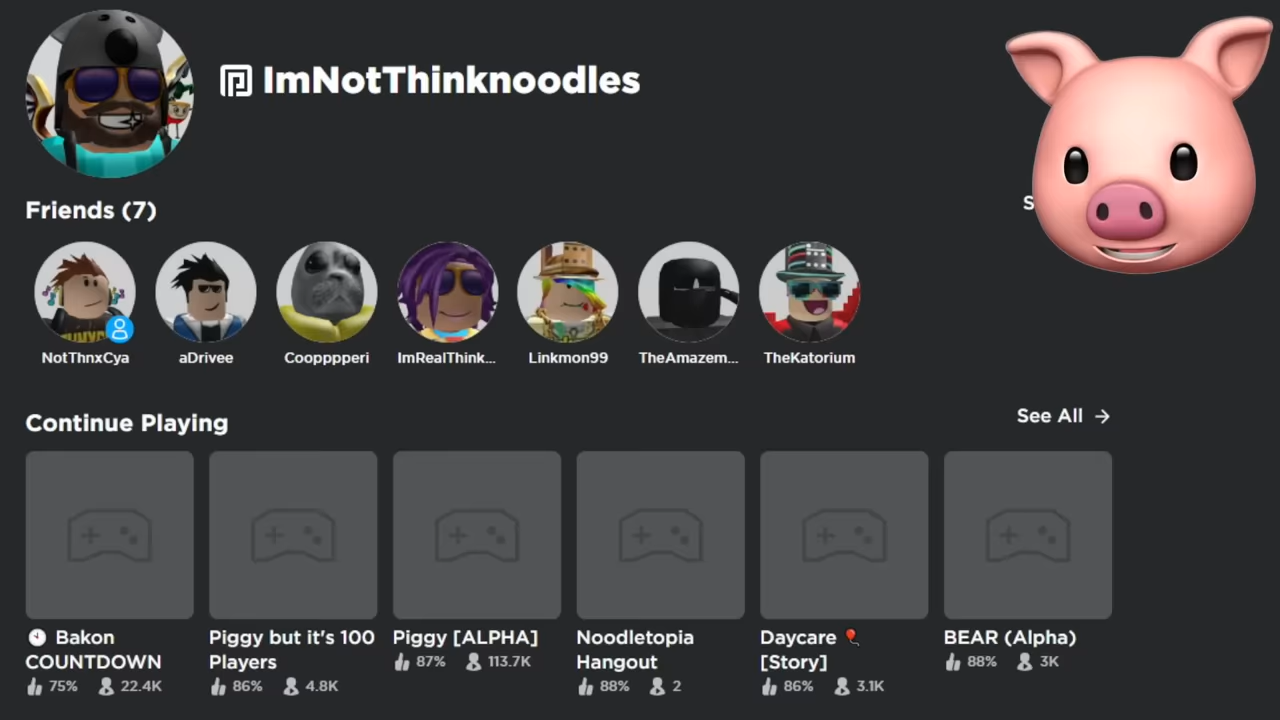 ImNotThinknoodles
Friends (7)
NotThnxCya
aDrivee
Coopppperi
ImRealThink...
Linkmon99
TheAmazem...
TheKatorium
Continue Playing
See All
Bakon
COUNTDOWN
75% 22.4K
Piggy but it's 100
Players
86% 4.8K
Piggy [ALPHA]
87% 113.7K
Noodletopia
Hangout
88% 2
Daycare
[Story]
86% 3.1K
BEAR (Alpha)
88% 3K